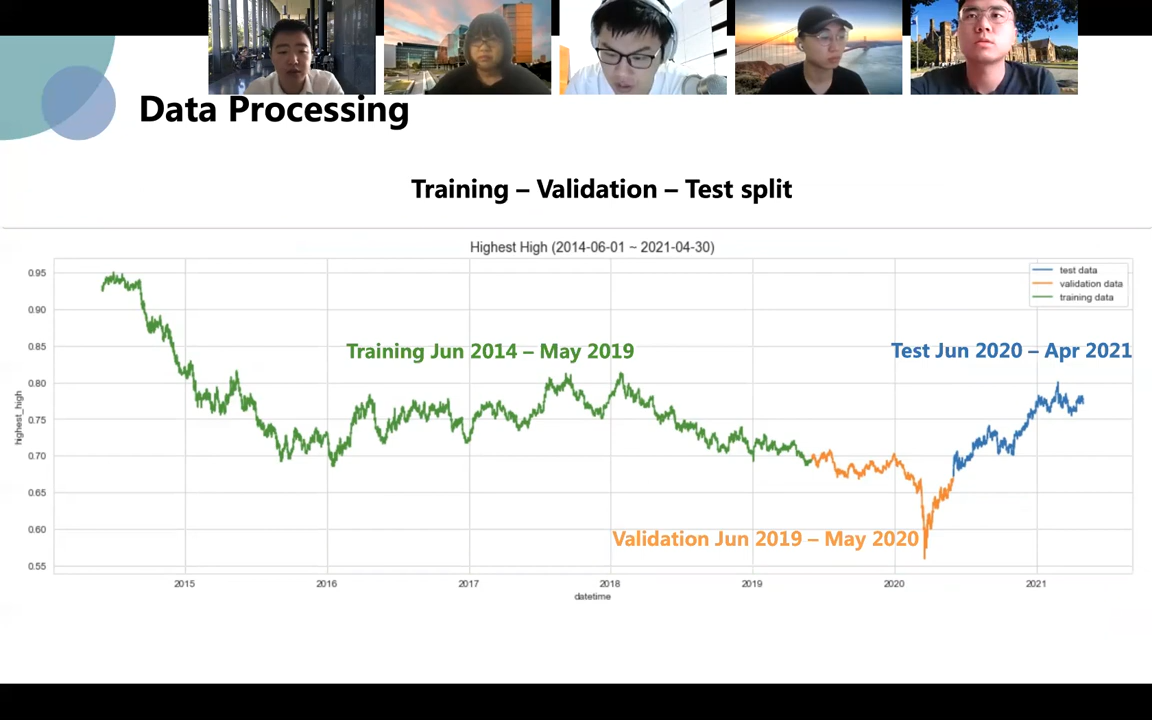 Data Processing
Training – Validation – Test split
Highest High (2014-06-01 ~ 2021-04-30)
test data
validation data
training data
0.95
0.90
0.85
0.80
0.75
0.70
0.65
0.60
0.55
highest_high
Training Jun 2014 – May 2019
Test Jun 2020 – Apr 2021
Validation Jun 2019 – May 2020
2015
2016
2017
2018
2019
2020
2021
datetime